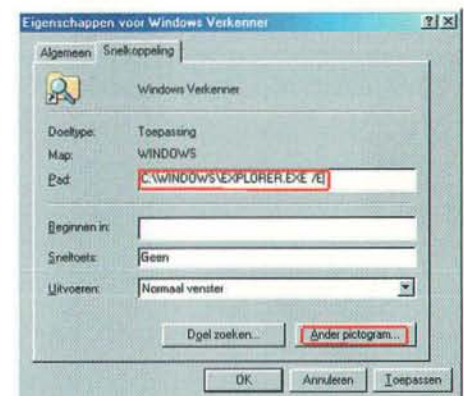 Eigenschappen voor Windows Verkenner
Algemeen Snelkoppeling
Windows Verkenner
Doeltype: Toepassing
Map: WINDOWS
Pad: C:\WINDOWS\EXPLORER.EXE /E
Beginnen in:
Sneltoets: Geen
Uitvoeren: Normaal venster
Doel zoeken... Ander pictogram...
OK Annuleren Toepassen